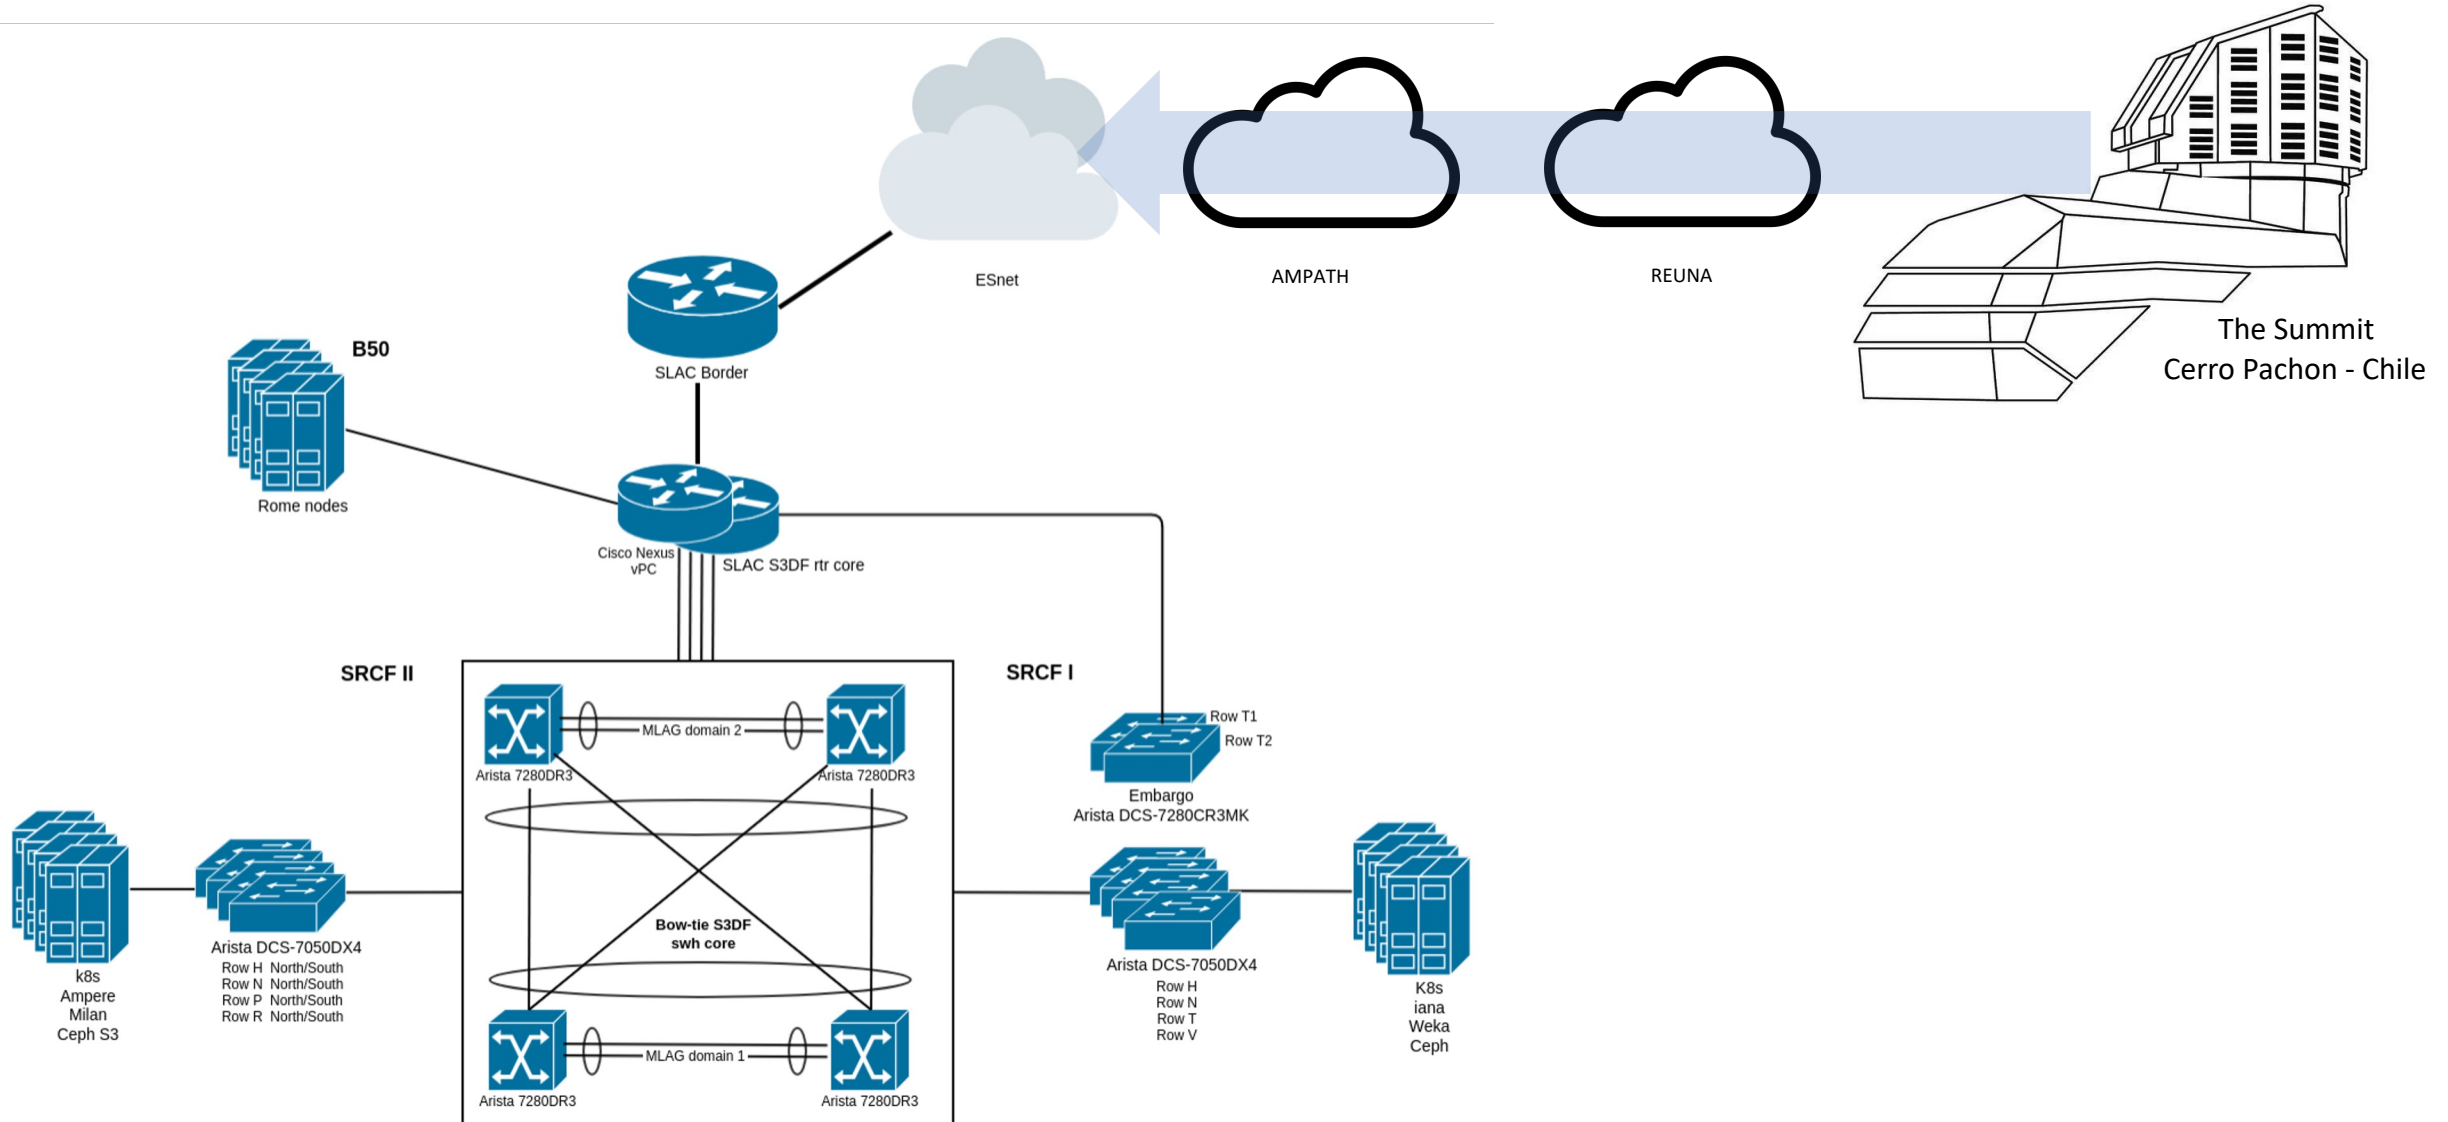 ESnet
AMPATH
REUNA
The Summit
Cerro Pachon - Chile
SLAC Border
B50
Rome nodes
Cisco Nexus
vPC
SLAC S3DF rtr core
SRCF II
SRCF I
MLAG domain 2
Arista 7280DR3
Arista 7280DR3
Row T1
Row T2
Embargo
Arista DCS-7280CR3MK
Bow-tie S3DF
swh core
k8s
Ampere
Milan
Ceph S3
Arista DCS-7050DX4
Row H North/South
Row N North/South
Row P North/South
Row R North/South
Arista DCS-7050DX4
Row H
Row N
Row T
Row V
K8s
iana
Weka
Ceph
MLAG domain 1
Arista 7280DR3
Arista 7280DR3